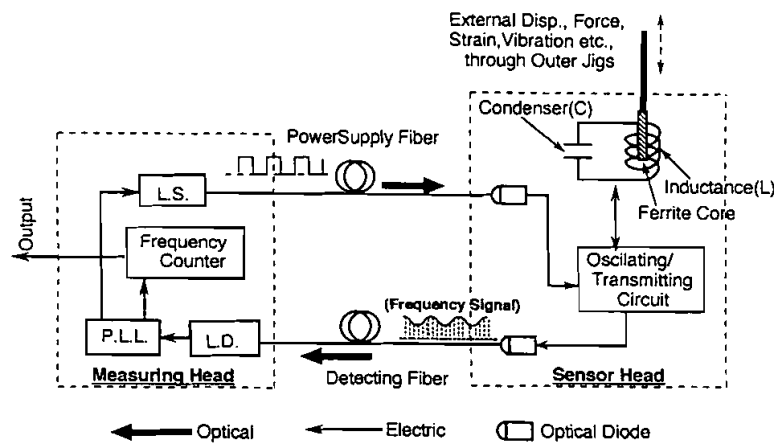 External Disp., Force,
Strain,Vibration etc.,
through Outer Jigs
Condenser(C)
PowerSupply Fiber
L.S.
Inductance(L)
Ferrite Core
Output
Frequency
Counter
Oscilating/
Transmitting
Circuit
(Frequency Signal)
P.L.L.
L.D.
Measuring Head
Detecting Fiber
Sensor Head
Optical
Electric
Optical Diode